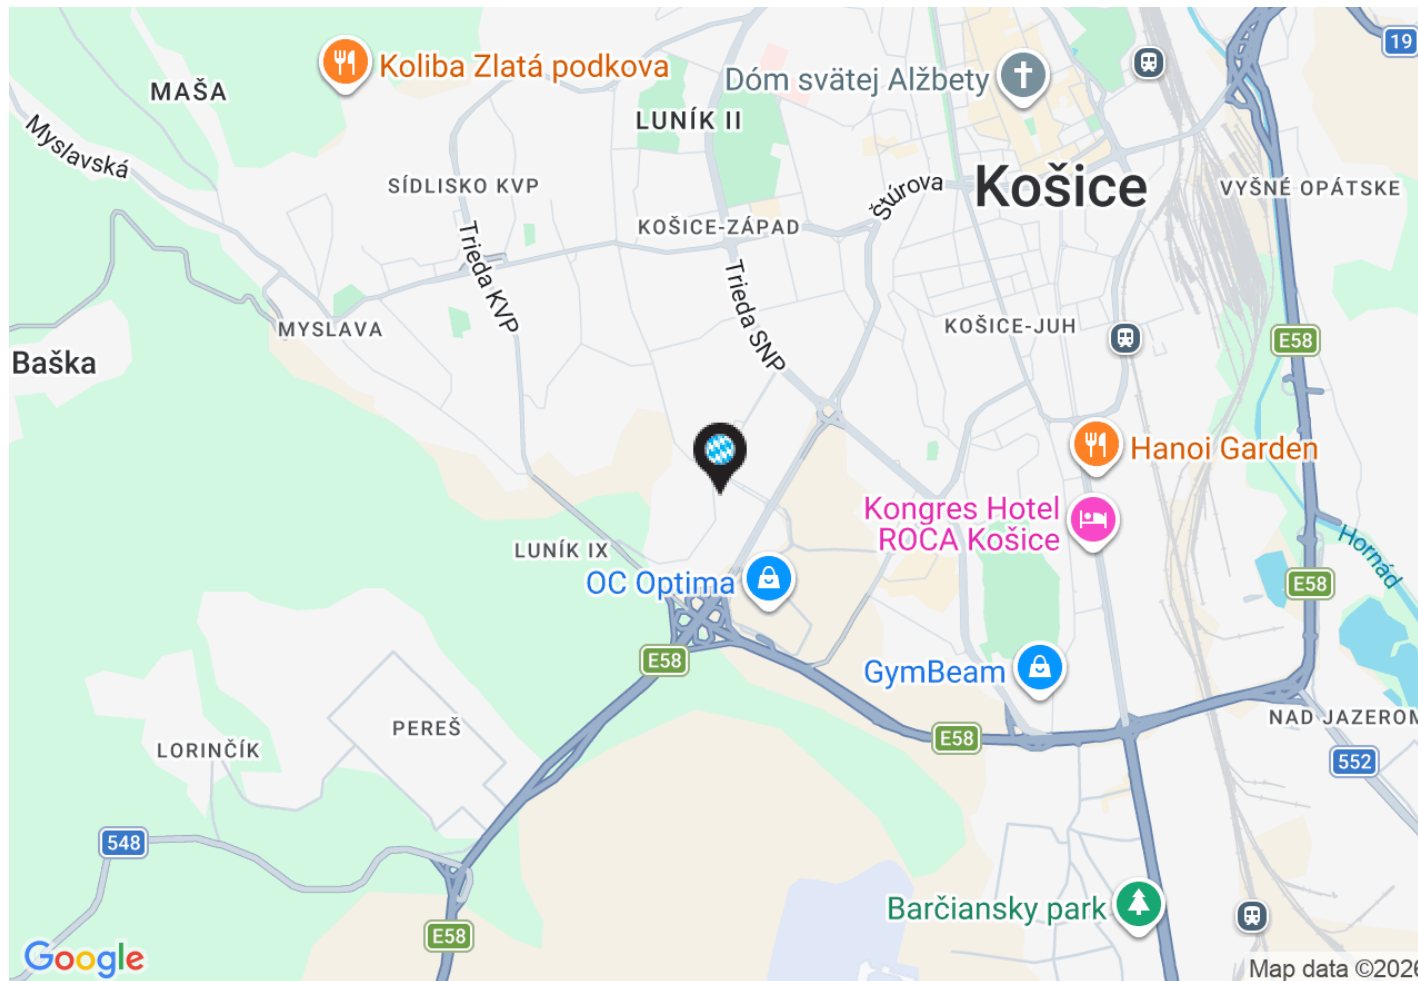 19
Koliba Zlatá podkova
Dóm svätej Alžbety
MAŠA
LUNÍK II
Myslavská
SÍDLISKO KVP
Štúrova
Košice
VYŠNÉ OPÁTSKE
KOŠICE-ZÁPAD
Trieda KVP
Trieda SNP
MYSLAVA
KOŠICE-JUH
E58
Baška
Hanoi Garden
Kongres Hotel
ROCA Košice
LUNÍK IX
OC Optima
Hornád
E58
E58
GymBeam
NAD JAZEROM
PEREŠ
E58
LORINČÍK
552
548
Barčiansky park
E58
Google
Map data ©2026